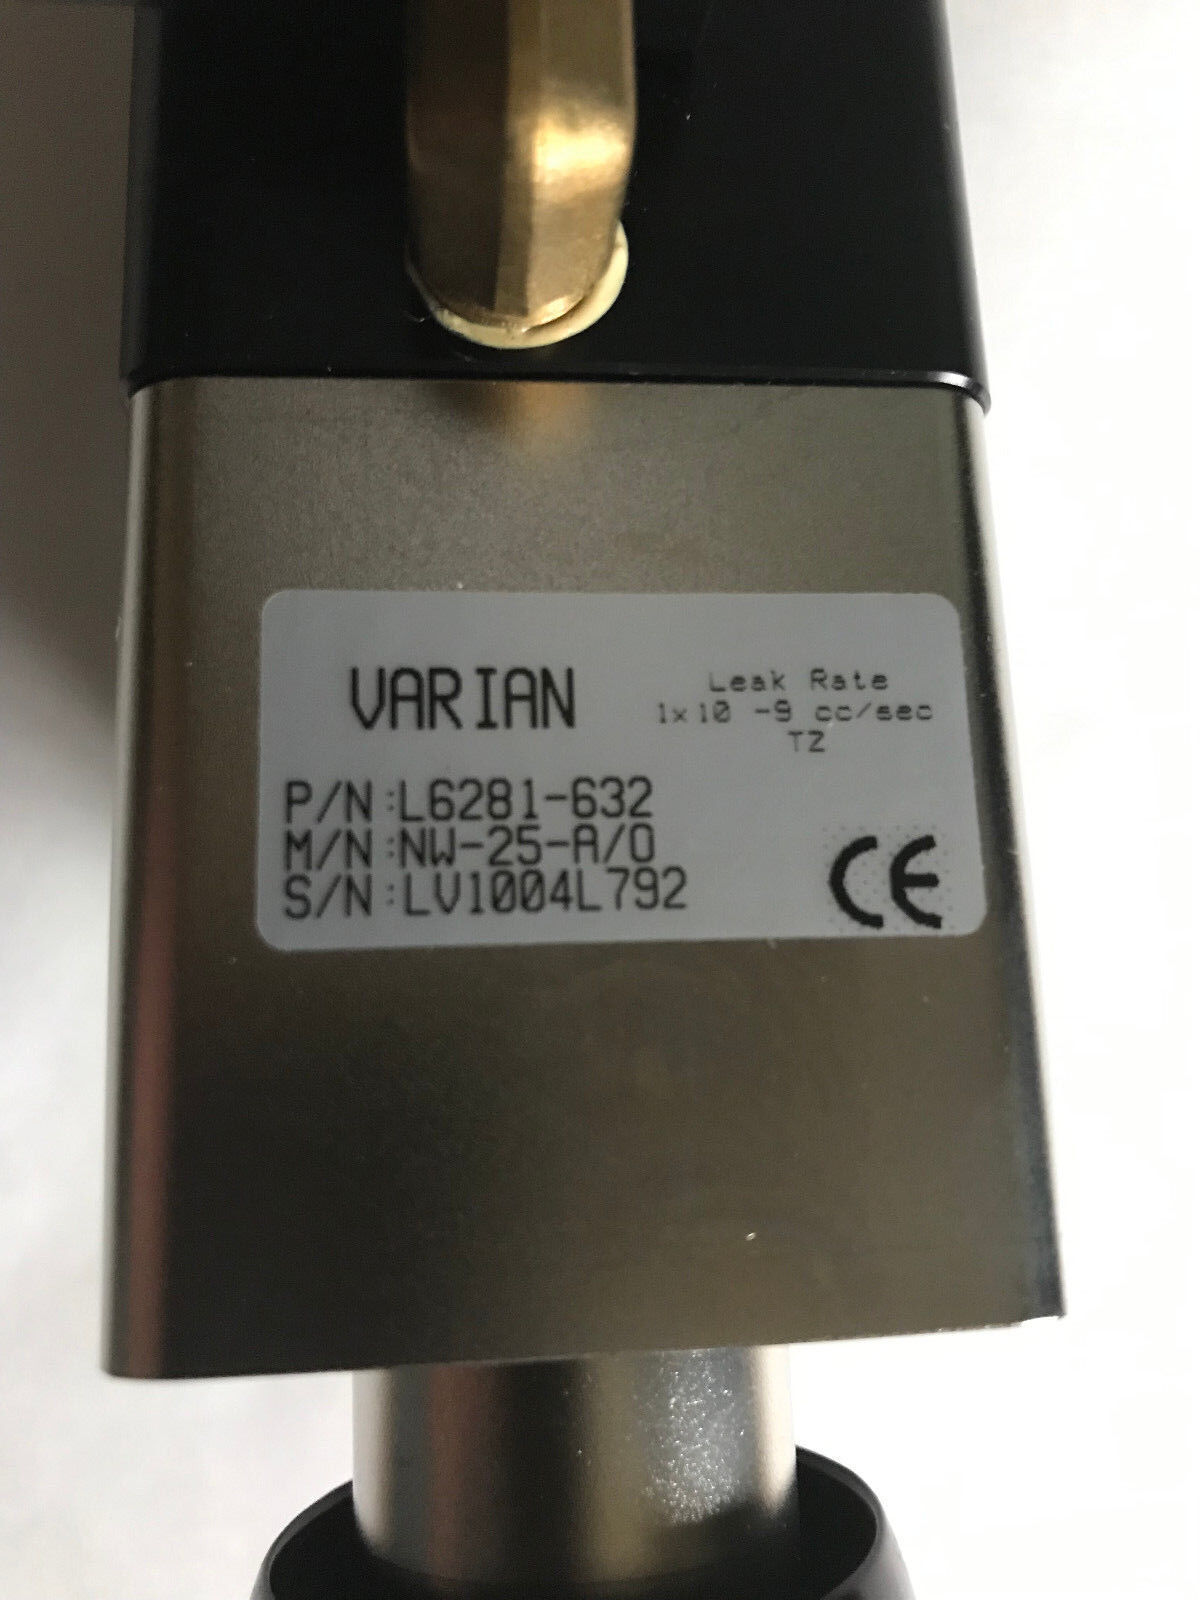 VARIAN
Leak Rate
1x10 -9 cc/sec
TZ
P/N:L6281-632
M/N:NW-25-A/O
S/N:LV1004L792
CE